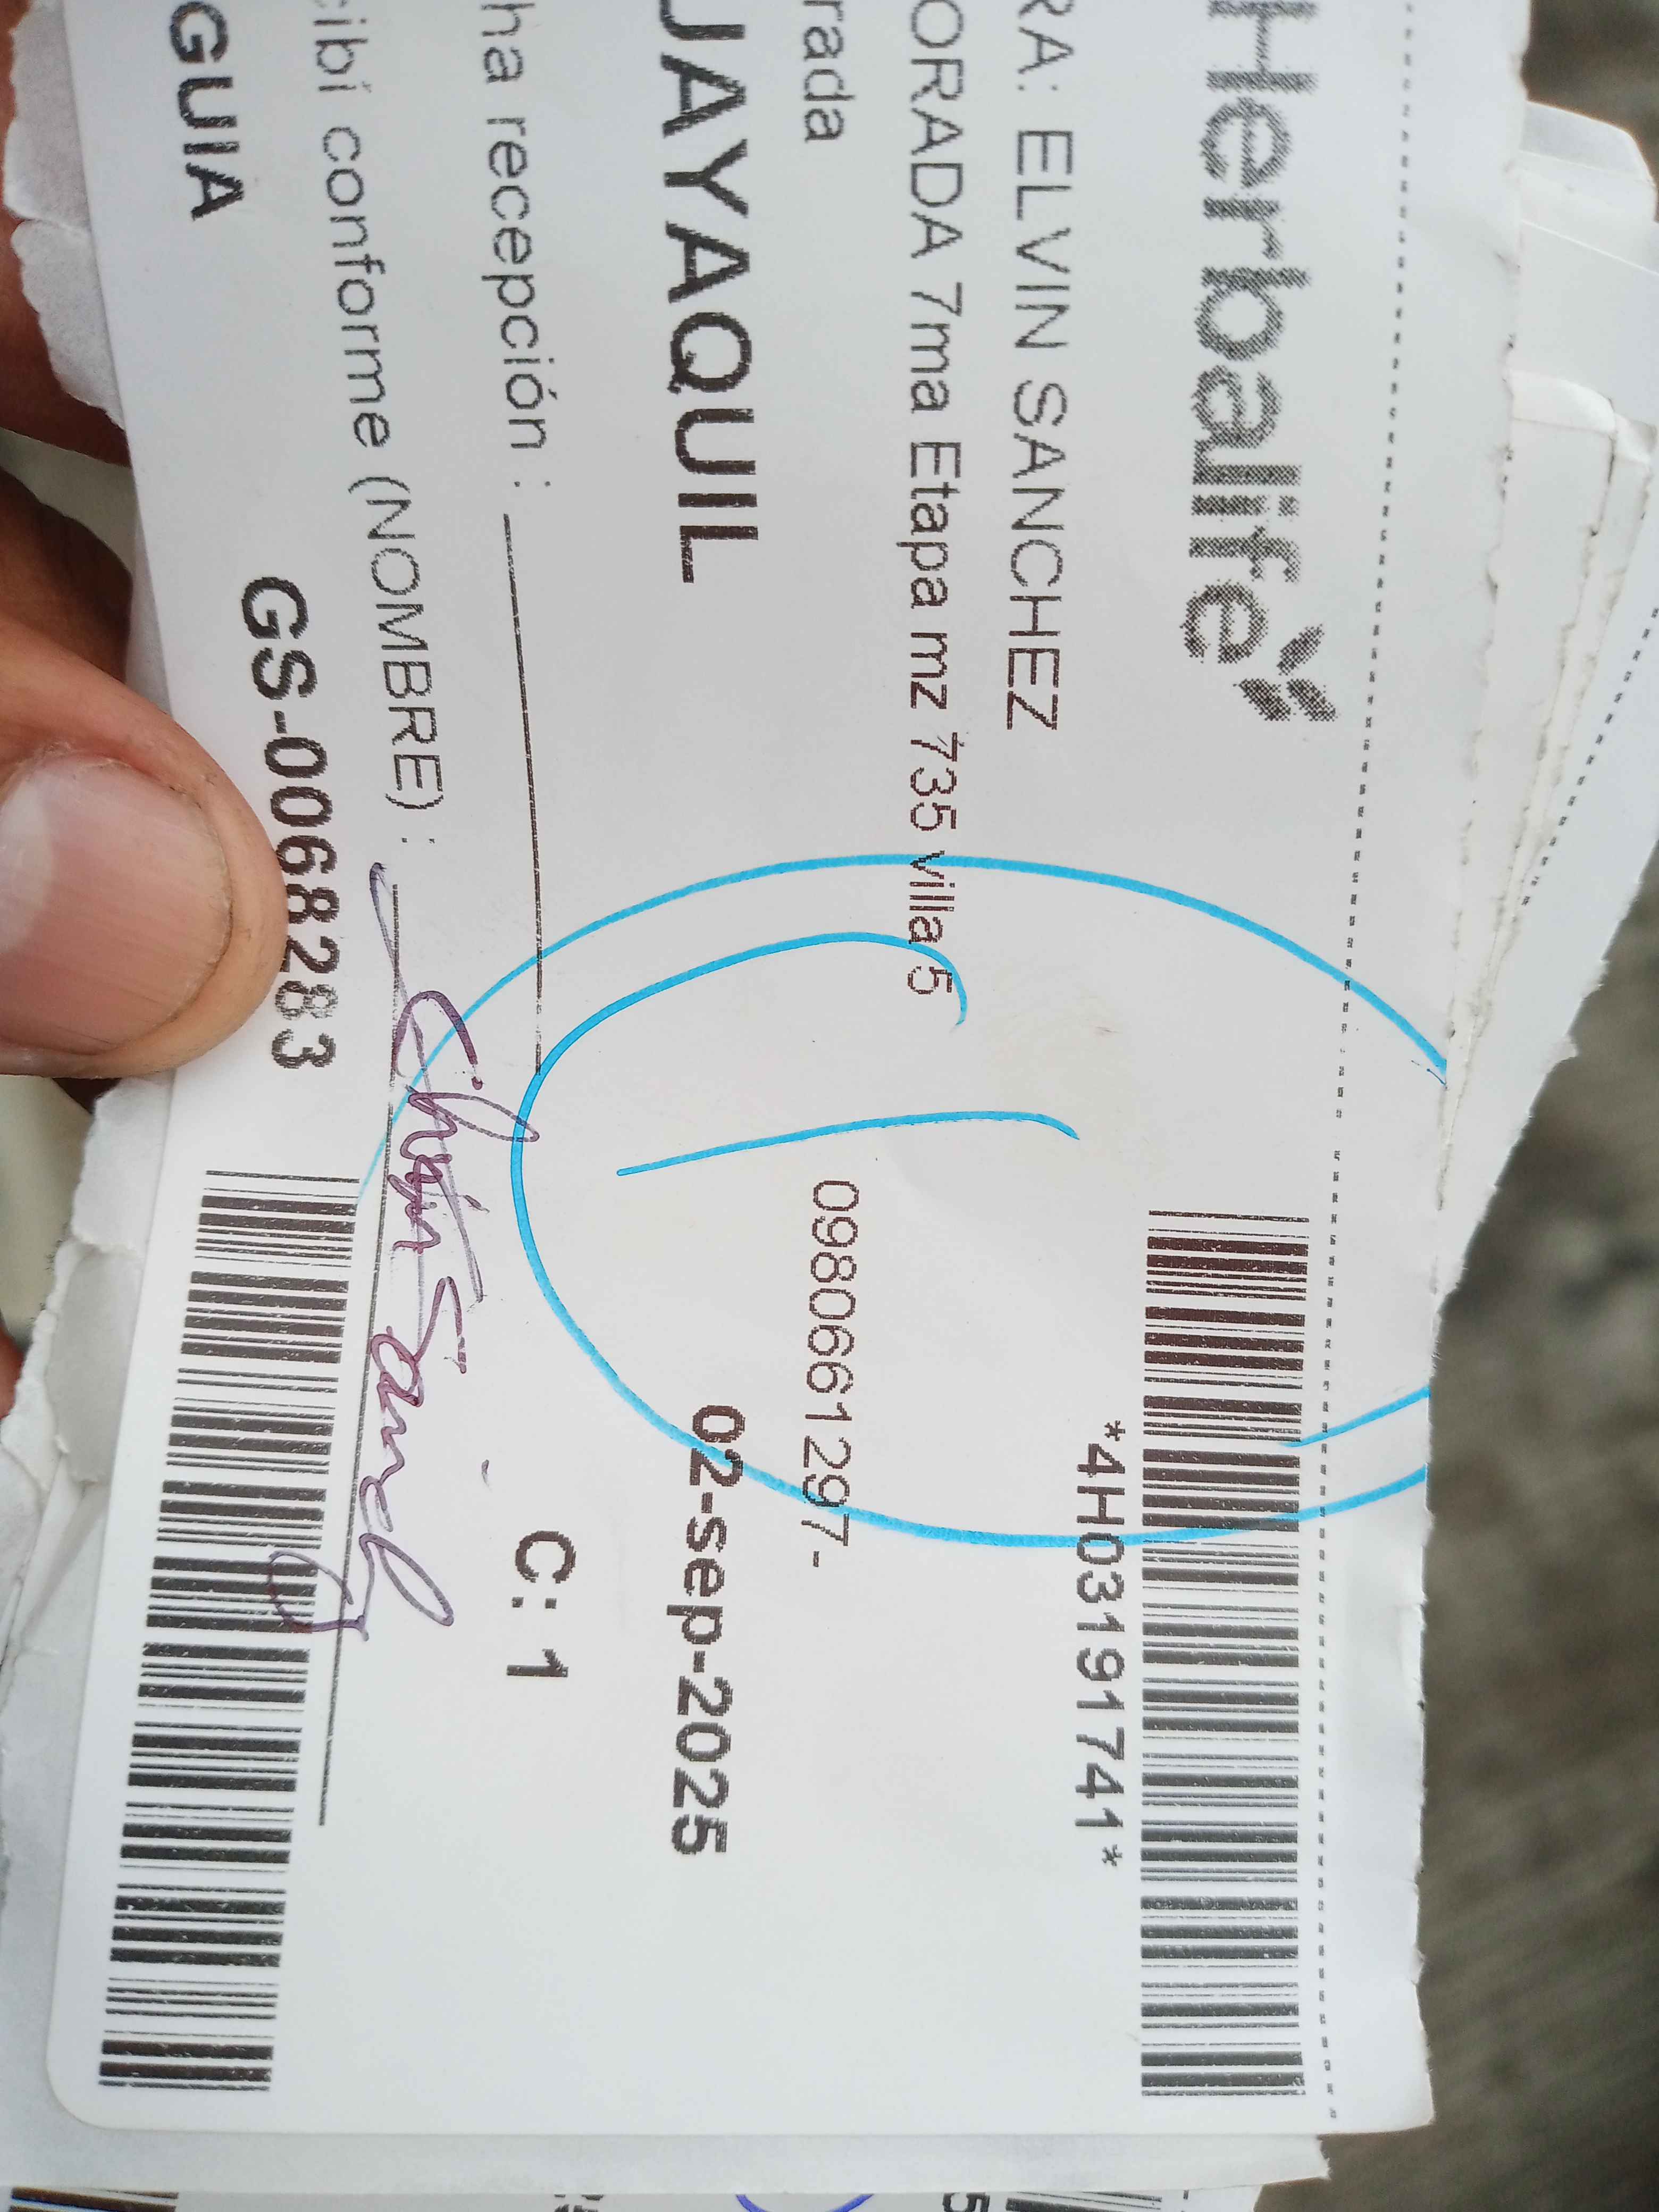 Herbalife
*4H03191741*
RA: ELVIN SANCHEZ
ORADA 7ma Etapa mz 735 villa 5
rada
0980661297-
JAYAQUIL
02-sep-2025
C: 1
ha recepción :
cibí conforme (NOMBRE) :
GUIA
GS-0068283